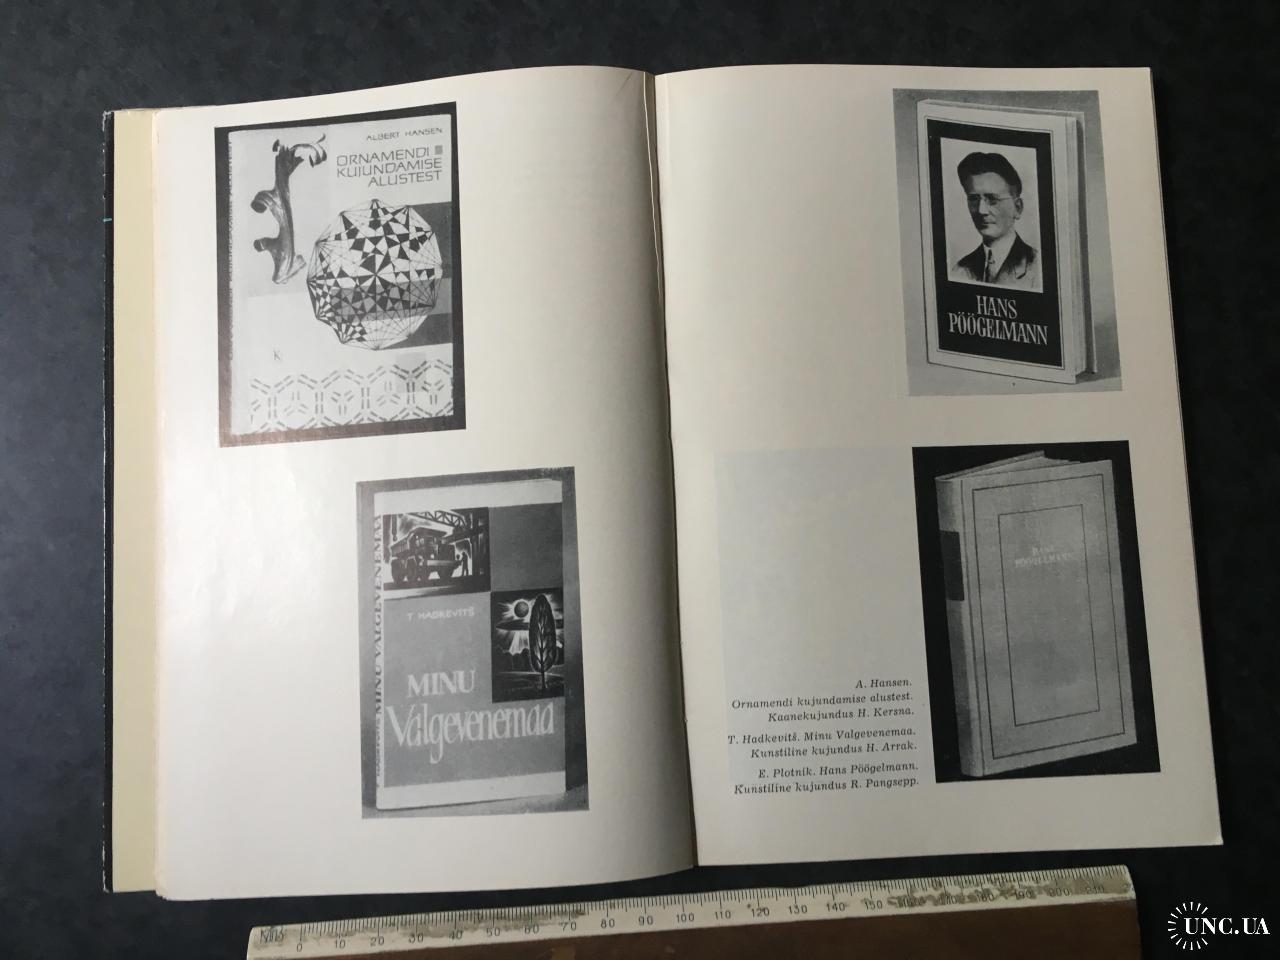 ALBERT HANSEN
ORNAMENDI
KUJUNDAMISE
ALUSTEST
K
MINU VALGEVENEMAA
T HADKEVITŠ
MINU
Valgevenemaa
HANS
PÖÖGELMANN
HANS
PÖÖGELMANN
A. Hansen.
Ornamendi kujundamise alustest.
Kaanekujundus H. Kersna.
T. Hadkevitš. Minu Valgevenemaa.
Kunstiline kujundus H. Arrak.
E. Plotnik. Hans Pöögelmann.
Kunstiline kujundus R. Pangsepp.
0 10 20 30 40 50 60 70 80 90 100 110 120 130 140 150 160 170 180 190 200 210
UNC.UA